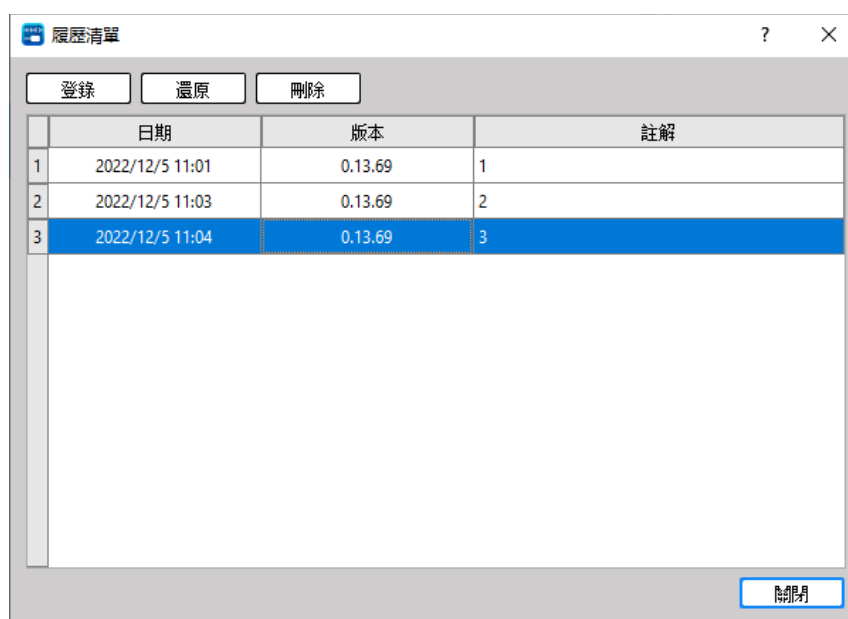 履歷清單 ?
登錄 還原 刪除
日期 版本 註解
1 2022/12/5 11:01 0.13.69 1
2 2022/12/5 11:03 0.13.69 2
3 2022/12/5 11:04 0.13.69 3
關閉